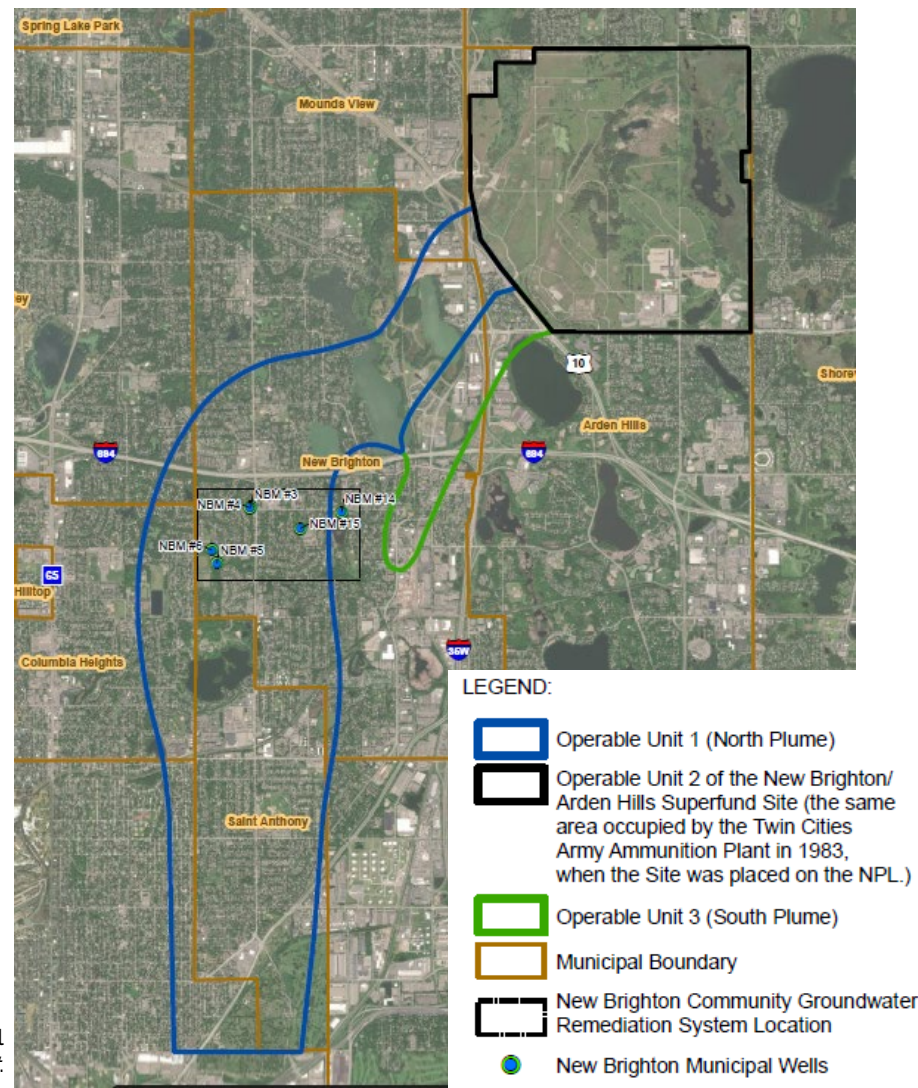 Spring Lake Park
Mounds View
ey
10
Shorev
Arden Hills
694
694
New Brighton
NBM #3
NBM #4
NBM #14
NBM #15
NBM #6
NBM #5
65
Hilltop
Columbia Heights
35W
LEGEND:
Operable Unit 1 (North Plume)
Operable Unit 2 of the New Brighton/
Arden Hills Superfund Site (the same
area occupied by the Twin Cities
Army Ammunition Plant in 1983,
when the Site was placed on the NPL.)
Saint Anthony
Operable Unit 3 (South Plume)
Municipal Boundary
New Brighton Community Groundwater
Remediation System Location
New Brighton Municipal Wells